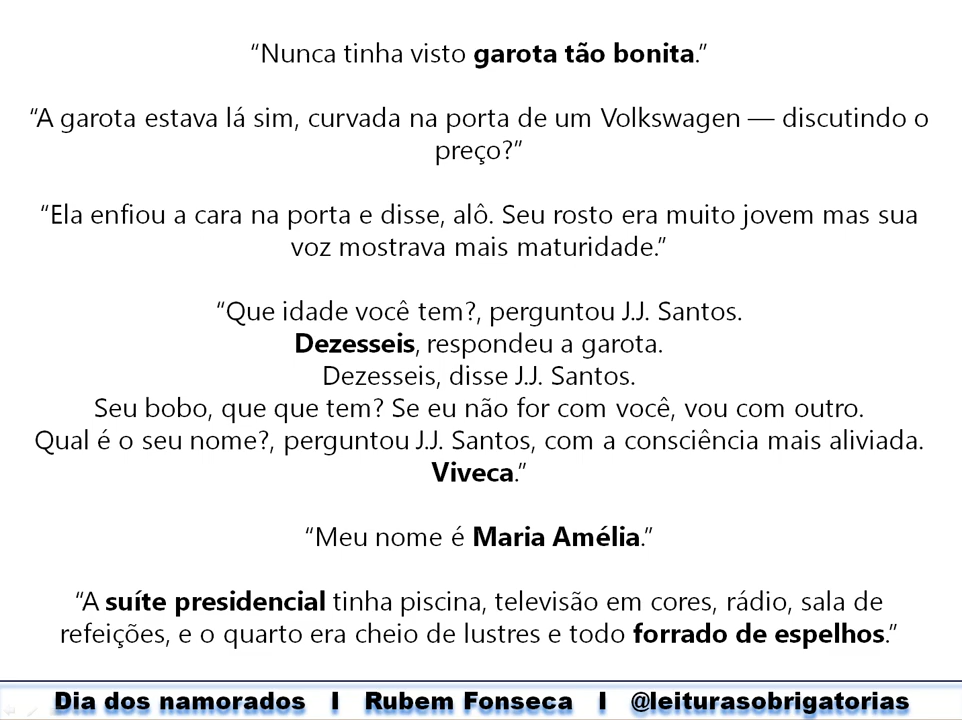 “Nunca tinha visto garota tão bonita.”
“A garota estava lá sim, curvada na porta de um Volkswagen — discutindo o
preço?”
“Ela enfiou a cara na porta e disse, alô. Seu rosto era muito jovem mas sua
voz mostrava mais maturidade.”
“Que idade você tem?, perguntou J.J. Santos.
Dezesseis, respondeu a garota.
Dezesseis, disse J.J. Santos.
Seu bobo, que que tem? Se eu não for com você, vou com outro.
Qual é o seu nome?, perguntou J.J. Santos, com a consciência mais aliviada.
Viveca.”
“Meu nome é Maria Amélia.”
“A suíte presidencial tinha piscina, televisão em cores, rádio, sala de
refeições, e o quarto era cheio de lustres e todo forrado de espelhos.”
Dia dos namorados I Rubem Fonseca I @leiturasobrigatorias